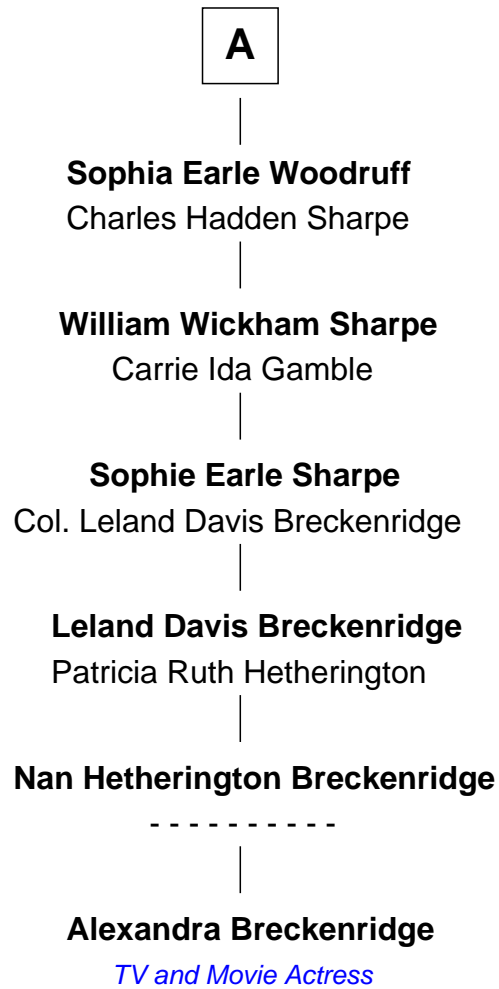 A
Sophia Earle Woodruff
Charles Hadden Sharpe
William Wickham Sharpe
Carrie Ida Gamble
Sophie Earle Sharpe
Col. Leland Davis Breckenridge
Leland Davis Breckenridge
Patricia Ruth Hetherington
Nan Hetherington Breckenridge
- - - - - - - - - -
Alexandra Breckenridge
TV and Movie Actress